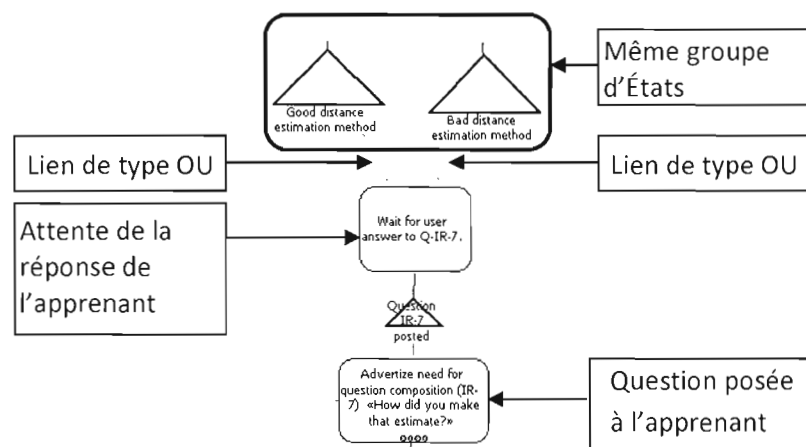 Good distance
estimation method
Bad distance
estimation method
Même groupe
d'États
Lien de type OU
Lien de type OU
Wait for user
answer to Q-IR-7.
Attente de la
réponse de
l'apprenant
Question
IR-7
posted
Advertize need for
question composition (IR-
7) «How did you make
that estimate?»
Question posée
à l'apprenant